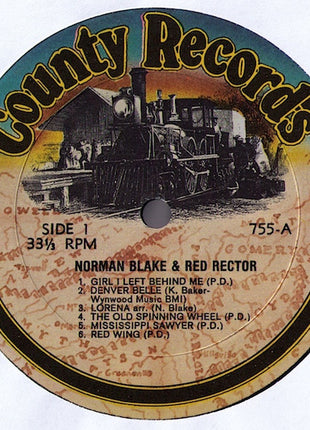 County Records
SIDE 1
755-A
33⅓ RPM
NORMAN BLAKE & RED RECTOR
1. GIRL I LEFT BEHIND ME (P.D.)
2. DENVER BELLE (K. Baker-
Wynwood Music BMI)
3. LORENA arr. (N. Blake)
4. THE OLD SPINNING WHEEL (P.D.)
5. MISSISSIPPI SAWYER (P.D.)
6. RED WING (P.D.)